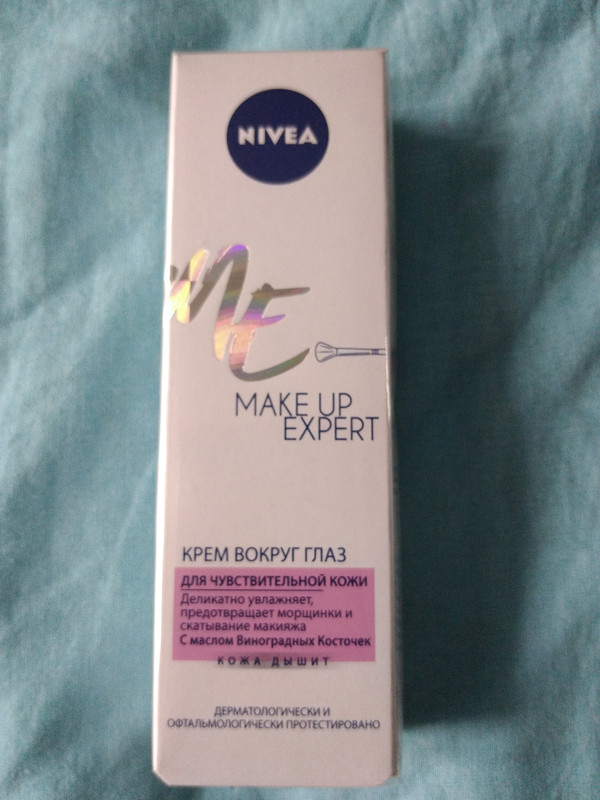 NIVEA
ME
MAKE UP
EXPERT
КРЕМ ВОКРУГ ГЛАЗ
ДЛЯ ЧУВСТВИТЕЛЬНОЙ КОЖИ
Деликатно увлажняет,
предотвращает морщинки и
скатывание макияжа
С маслом Виноградных Косточек
КОЖА ДЫШИТ
ДЕРМАТОЛОГИЧЕСКИ И
ОФТАЛЬМОЛОГИЧЕСКИ ПРОТЕСТИРОВАНО